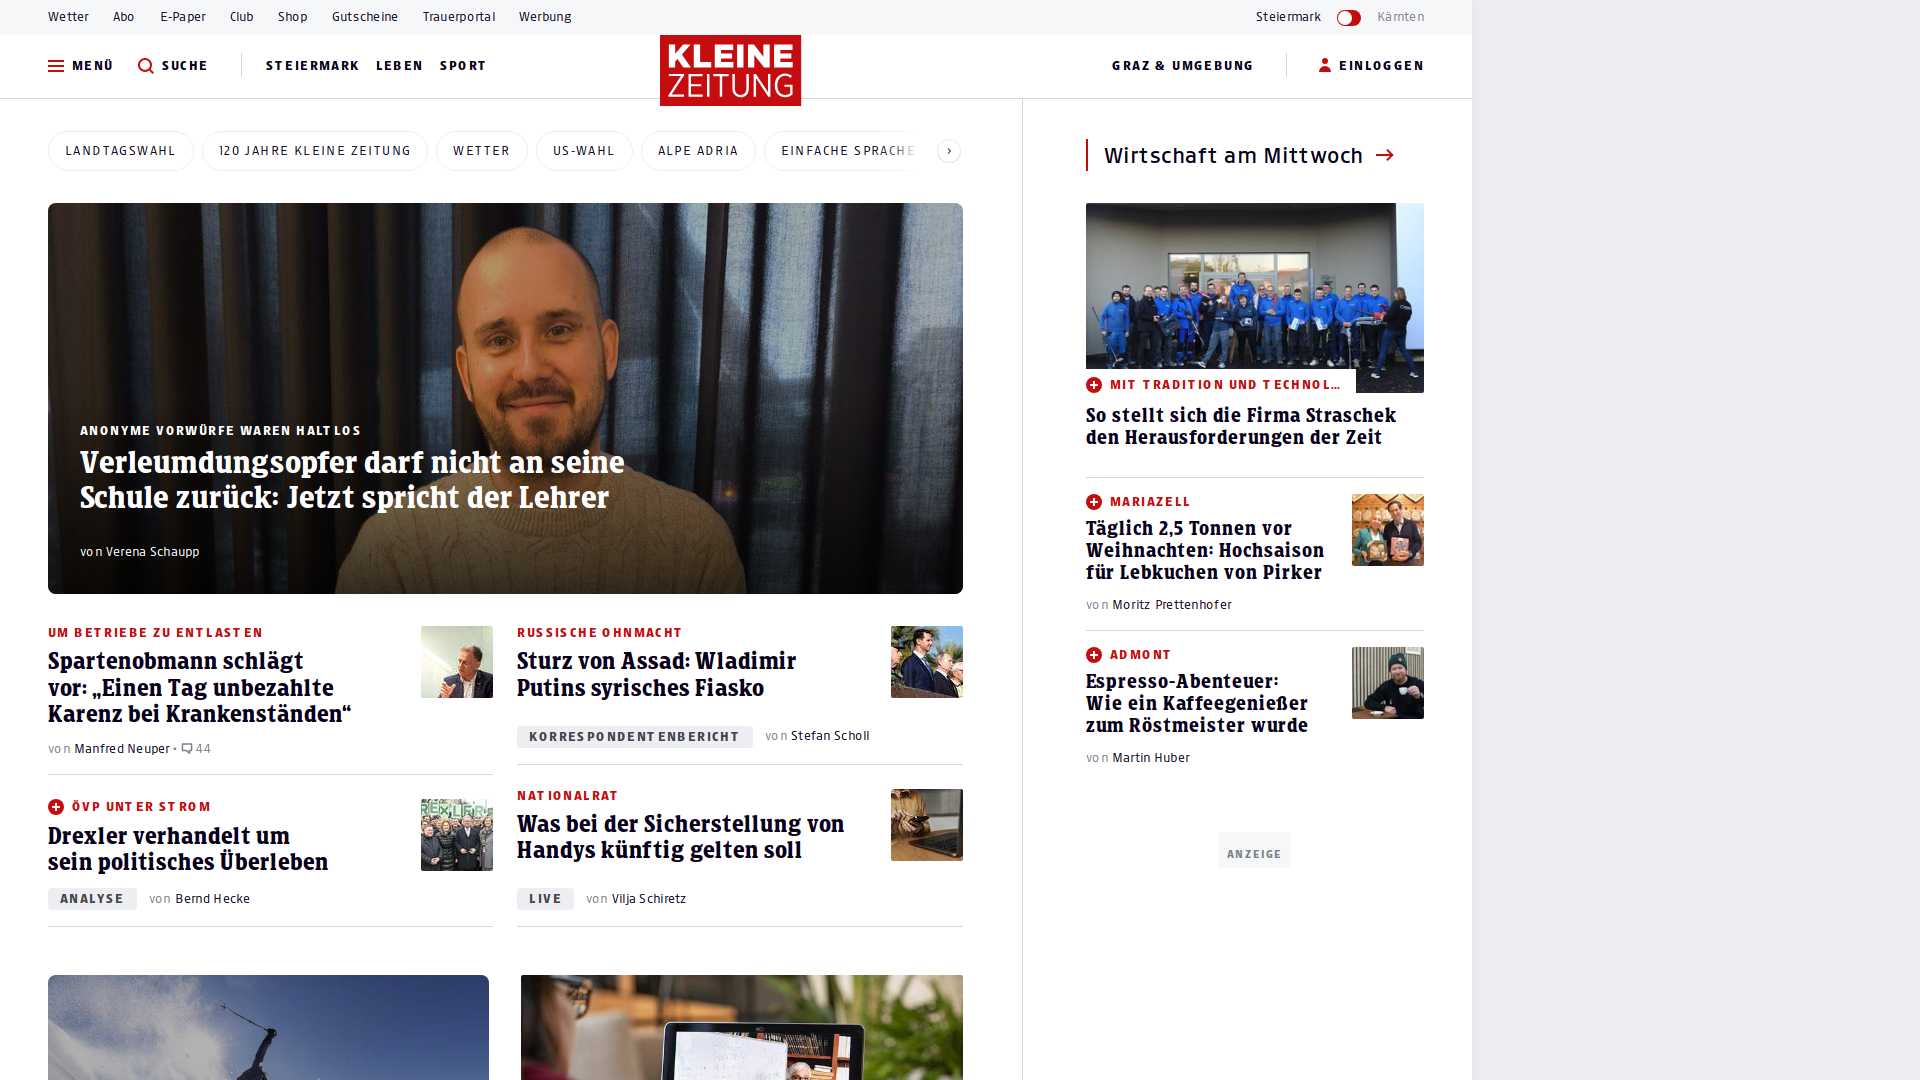 Wetter Abo E-Paper Club Shop Gutscheine Trauerportal Werbung Steiermark Kärnten
MENÜ SUCHE STEIERMARK LEBEN SPORT KLEINE ZEITUNG GRAZ & UMGEBUNG EINLOGGEN
LANDTAGSWAHL 120 JAHRE KLEINE ZEITUNG WETTER US-WAHL ALPE ADRIA EINFACHE SPRACHE
ANONYME VORWÜRFE WAREN HALTLOS
Verleumdungsopfer darf nicht an seine
Schule zurück: Jetzt spricht der Lehrer
von Verena Schaupp
UM BETRIEBE ZU ENTLASTEN
Spartenobmann schlägt
vor: „Einen Tag unbezahlte
Karenz bei Krankenständen“
von Manfred Neuper • 44
RUSSISCHE OHNMACHT
Sturz von Assad: Wladimir
Putins syrisches Fiasko
KORRESPONDENTENBERICHT von Stefan Scholl
ÖVP UNTER STROM
Drexler verhandelt um
sein politisches Überleben
ANALYSE von Bernd Hecke
NATIONALRAT
Was bei der Sicherstellung von
Handys künftig gelten soll
LIVE von Vilja Schiretz
Wirtschaft am Mittwoch
MIT TRADITION UND TECHNOL...
So stellt sich die Firma Straschek
den Herausforderungen der Zeit
MARIAZELL
Täglich 2,5 Tonnen vor
Weihnachten: Hochsaison
für Lebkuchen von Pirker
von Moritz Prettenhofer
ADMONT
Espresso-Abenteuer:
Wie ein Kaffeegenießer
zum Röstmeister wurde
von Martin Huber
ANZEIGE